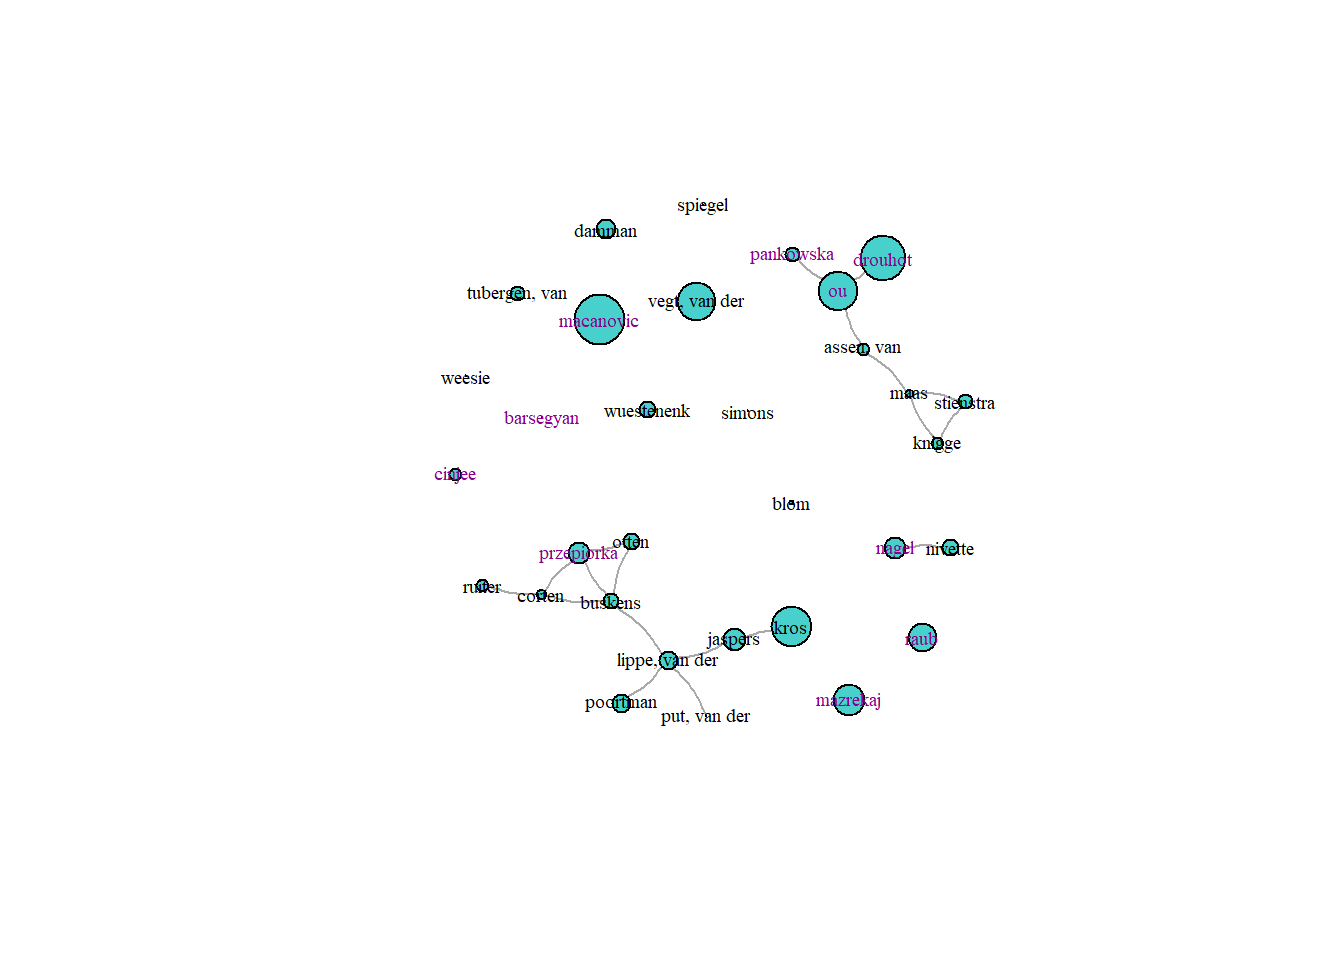 spiegel
damman
pankowska
drouhot
tubergen, van
vegt, van der
ou
macanovic
assen, van
weesie
maas
stienstra
barsegyan
wuestenenk
simons
knigge
cinjee
blom
przepiorka
otten
nagel
nivette
ruiter
corten
buskens
kros
jaspers
raub
lippe, van der
poortman
mazrekaj
put, van der